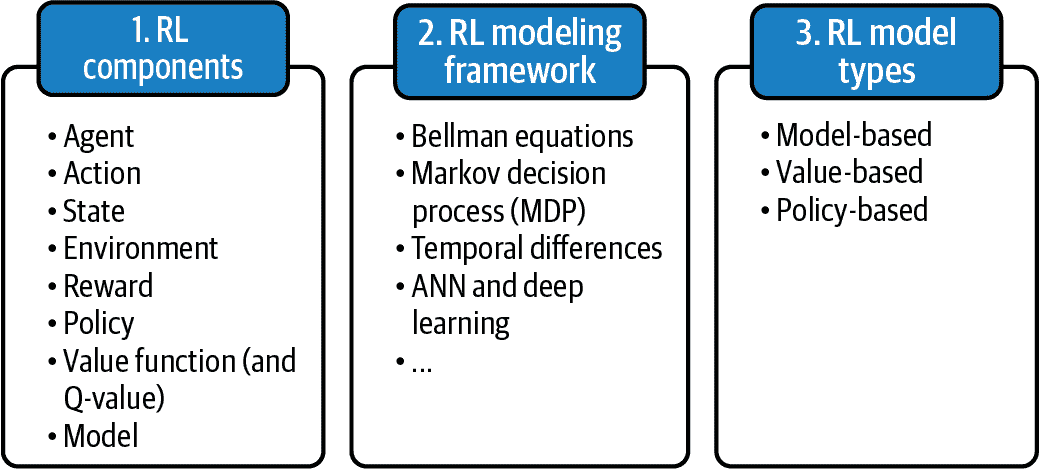 1. RL
components
• Agent
• Action
• State
• Environment
• Reward
• Policy
• Value function (and
Q-value)
• Model
2. RL modeling
framework
• Bellman equations
• Markov decision
process (MDP)
• Temporal differences
• ANN and deep
learning
• ...
3. RL model
types
• Model-based
• Value-based
• Policy-based